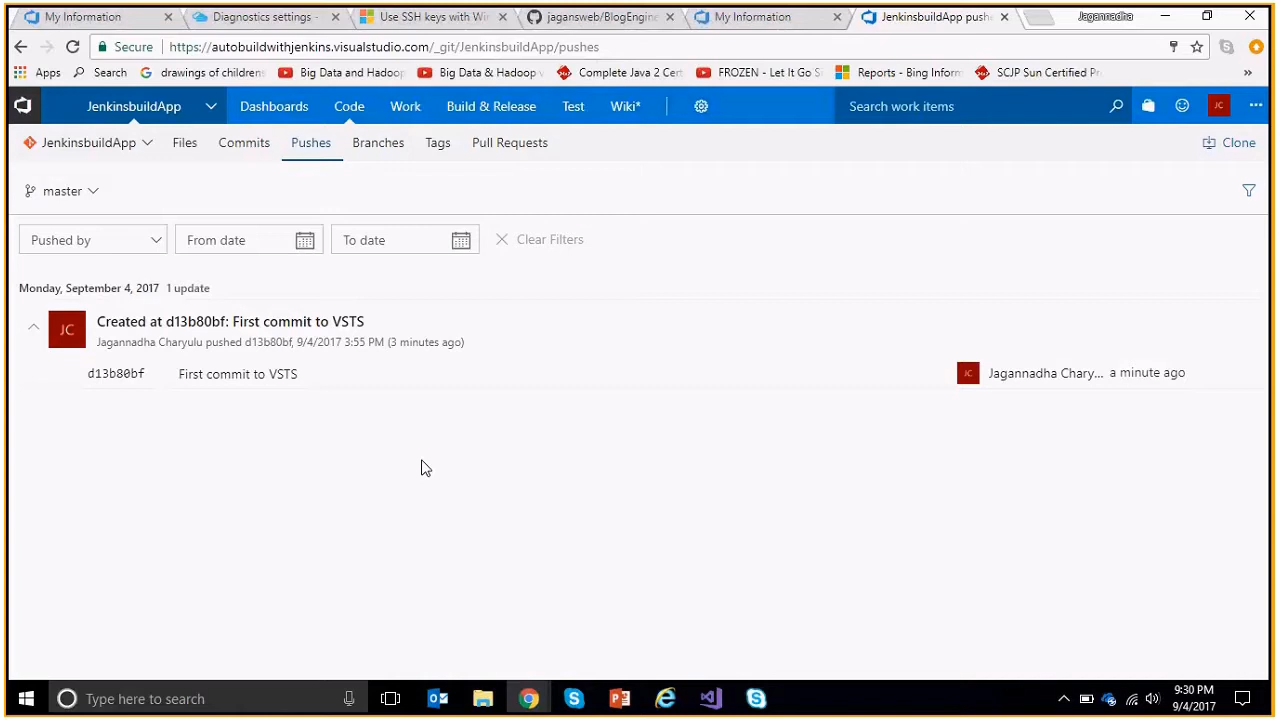 My Information
Diagnostics settings -
Use SSH keys with Win
jagansweb/BlogEngine
My Information
JenkinsbuildApp push
Jagannadha
Secure
https://autobuildwithjenkins.visualstudio.com/_git/JenkinsbuildApp/pushes
Apps
Search
drawings of childrens
Big Data and Hadoop
Big Data & Hadoop v
Complete Java 2 Cert
FROZEN - Let It Go S
Reports - Bing Inform
SCJP Sun Certified Pr
»
JenkinsbuildApp
Dashboards
Code
Work
Build & Release
Test
Wiki*
Search work items
JC
JenkinsbuildApp
Files
Commits
Pushes
Branches
Tags
Pull Requests
Clone
master
Pushed by
From date
To date
Clear Filters
Monday, September 4, 2017 1 update
JC
Created at d13b80bf: First commit to VSTS
Jagannadha Charyulu pushed d13b80bf, 9/4/2017 3:55 PM (3 minutes ago)
d13b80bf
First commit to VSTS
JC
Jagannadha Chary...
a minute ago
Type here to search
9:30 PM
9/4/2017